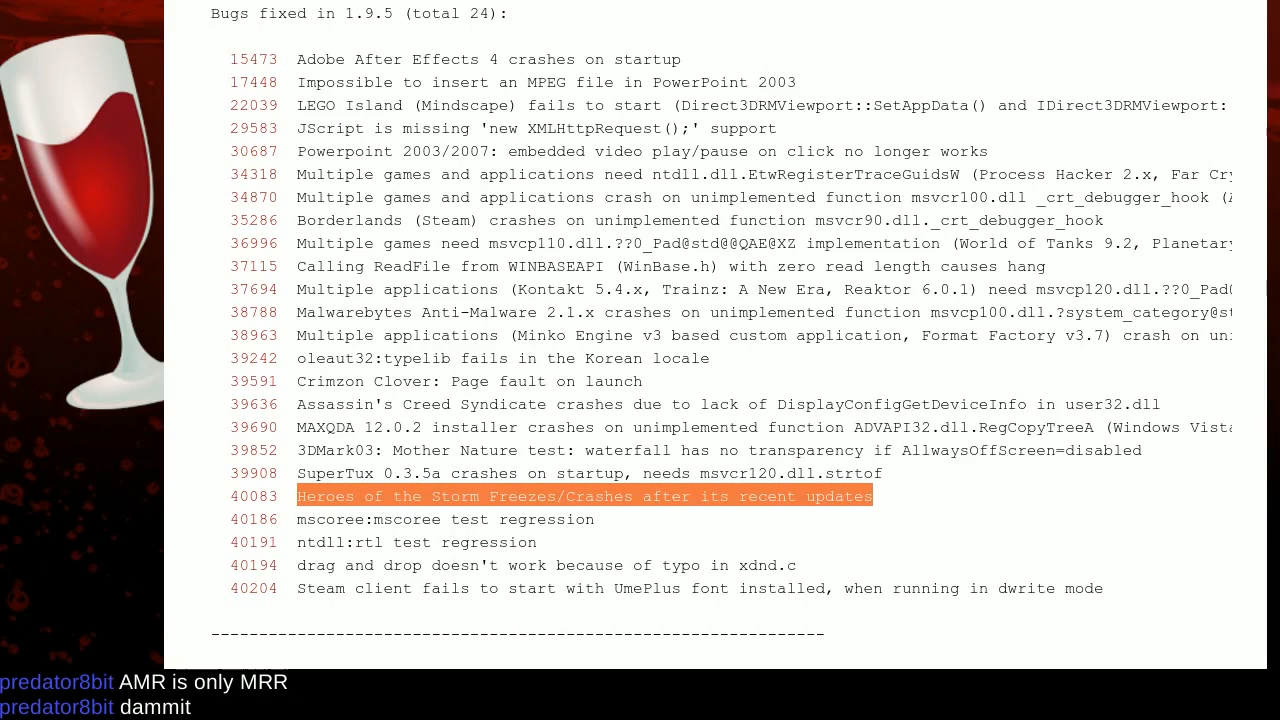 Bugs fixed in 1.9.5 (total 24):
15473 Adobe After Effects 4 crashes on startup
17448 Impossible to insert an MPEG file in PowerPoint 2003
22039 LEGO Island (Mindscape) fails to start (Direct3DRMViewport::SetAppData() and IDirect3DRMViewport:
29583 JScript is missing 'new XMLHttpRequest();' support
30687 Powerpoint 2003/2007: embedded video play/pause on click no longer works
34318 Multiple games and applications need ntdll.dll.EtwRegisterTraceGuidsW (Process Hacker 2.x, Far Cry
34870 Multiple games and applications crash on unimplemented function msvcr100.dll _crt_debugger_hook (
35286 Borderlands (Steam) crashes on unimplemented function msvcr90.dll._crt_debugger_hook
36996 Multiple games need msvcp110.dll.??0_Pad@std@@QAE@XZ implementation (World of Tanks 9.2, Planetary
37115 Calling ReadFile from WINBASEAPI (WinBase.h) with zero read length causes hang
37694 Multiple applications (Kontakt 5.4.x, Trainz: A New Era, Reaktor 6.0.1) need msvcp120.dll.??0_Pad
38788 Malwarebytes Anti-Malware 2.1.x crashes on unimplemented function msvcp100.dll.?system_category@st
38963 Multiple applications (Minko Engine v3 based custom application, Format Factory v3.7) crash on uni
39242 oleaut32:typelib fails in the Korean locale
39591 Crimzon Clover: Page fault on launch
39636 Assassin's Creed Syndicate crashes due to lack of DisplayConfigGetDeviceInfo in user32.dll
39690 MAXQDA 12.0.2 installer crashes on unimplemented function ADVAPI32.dll.RegCopyTreeA (Windows Vista
39852 3DMark03: Mother Nature test: waterfall has no transparency if AllwaysOffScreen=disabled
39908 SuperTux 0.3.5a crashes on startup, needs msvcr120.dll.strtof
40083 Heroes of the Storm Freezes/Crashes after its recent updates
40186 mscoree:mscoree test regression
40191 ntdll:rtl test regression
40194 drag and drop doesn't work because of typo in xdnd.c
40204 Steam client fails to start with UmePlus font installed, when running in dwrite mode
----------------------------------------------------------------
predator8bit AMR is only MRR
predator8bit dammit